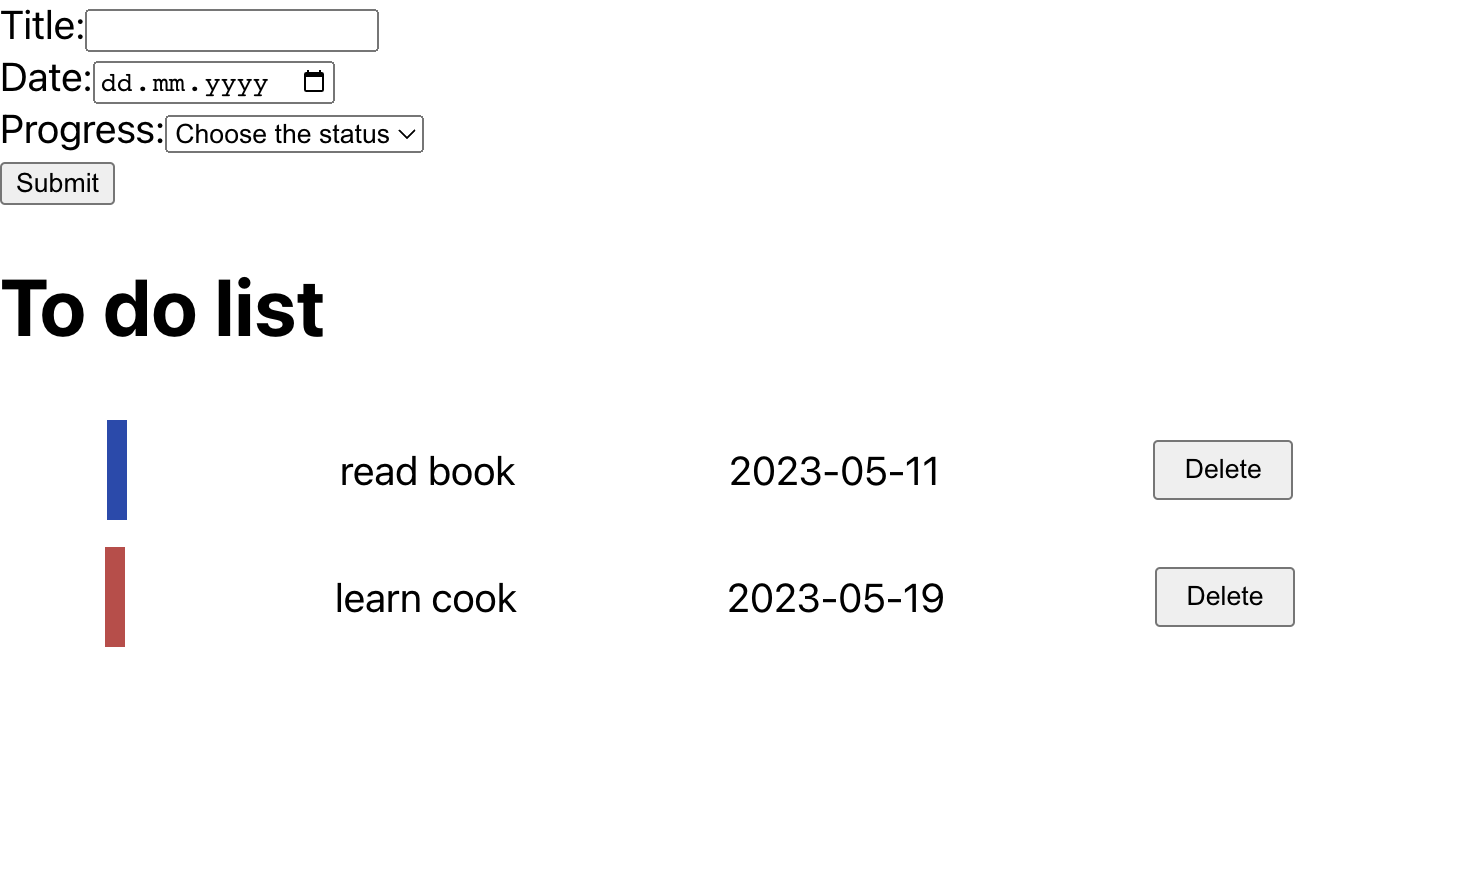 Title:
Date: dd.mm.yyyy
Progress: Choose the status
Submit
To do list
read book 2023-05-11 Delete
learn cook 2023-05-19 Delete